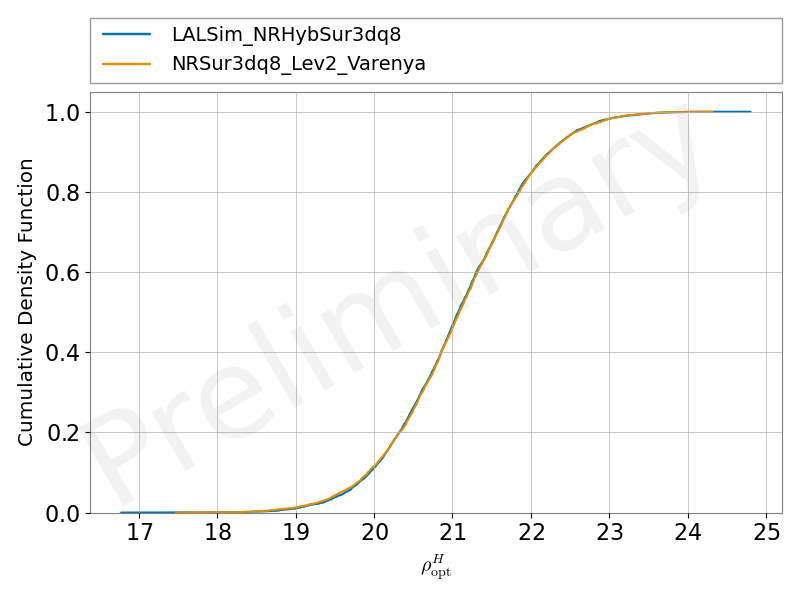 LALSim_NRHybSur3dq8
NRSur3dq8_Lev2_Varenya
Preliminary
Cumulative Density Function
1.0
0.8
0.6
0.4
0.2
0.0
17 18 19 20 21 22 23 24 25
ρ_opt^H